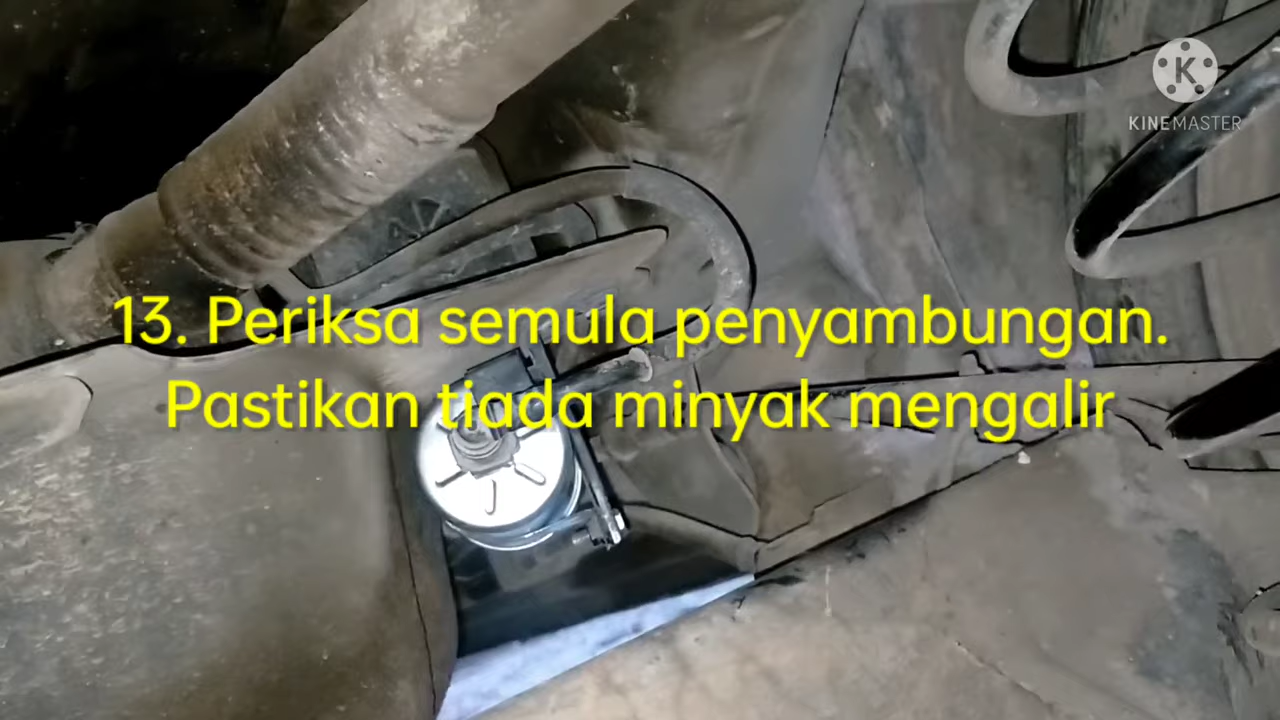 KINEMASTER
13. Periksa semula penyambungan.
Pastikan tiada minyak mengalir